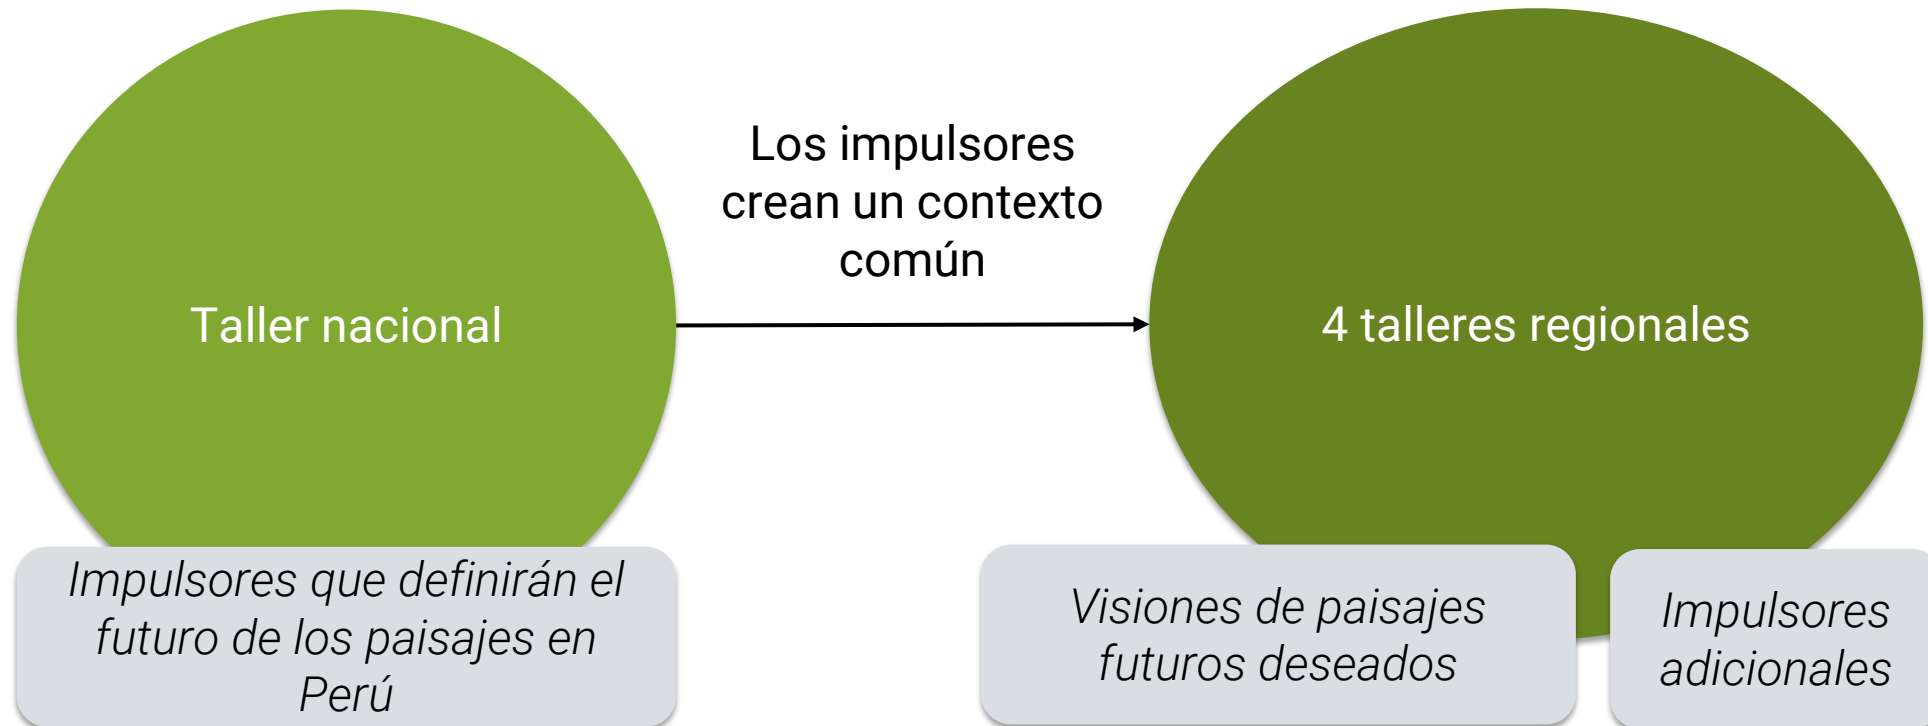 Los impulsores
crean un contexto
común
Taller nacional
4 talleres regionales
Impulsores que definirán el
futuro de los paisajes en
Perú
Visiones de paisajes
futuros deseados
Impulsores
adicionales